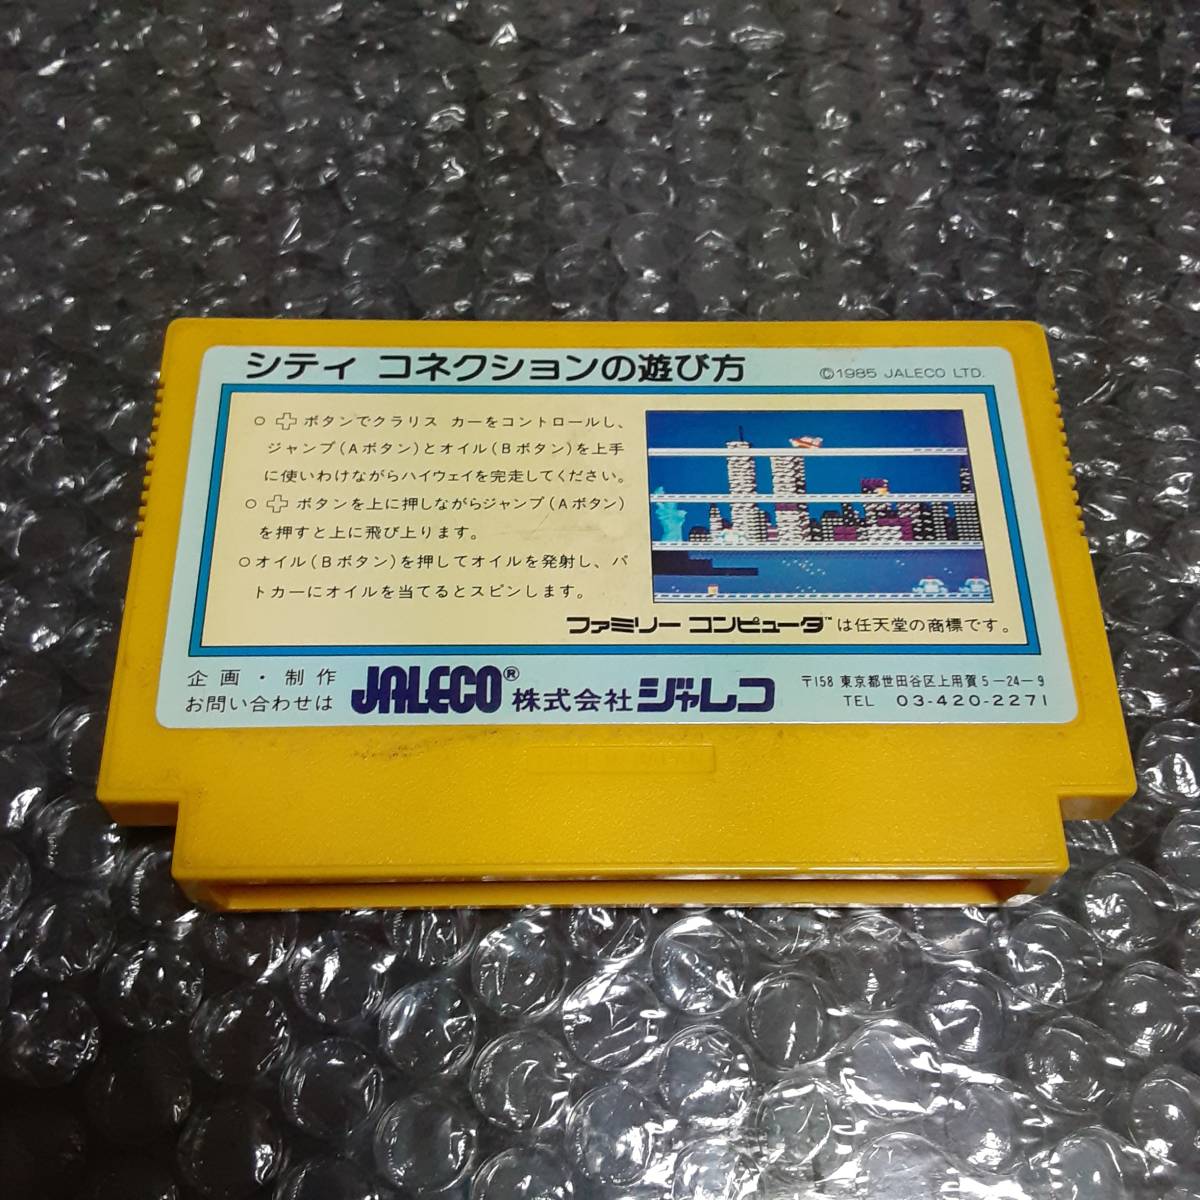 シティ コネクションの遊び方
©1985 JALECO LTD.
○ ボタンでクラリス カーをコントロールし、
ジャンプ(Aボタン)とオイル(Bボタン)を上手
に使いわけながらハイウェイを完走してください。
○ ボタンを上に押しながらジャンプ(Aボタン)
を押すと上に飛び上ります。
○オイル(Bボタン)を押してオイルを発射し、パ
トカーにオイルを当てるとスピンします。
ファミリー コンピュータ™は任天堂の商標です。
企画・制作
お問い合わせは
JALECO® 株式会社 ジャレコ
〒158 東京都世田谷区上用賀5-24-9
TEL 03-420-2271